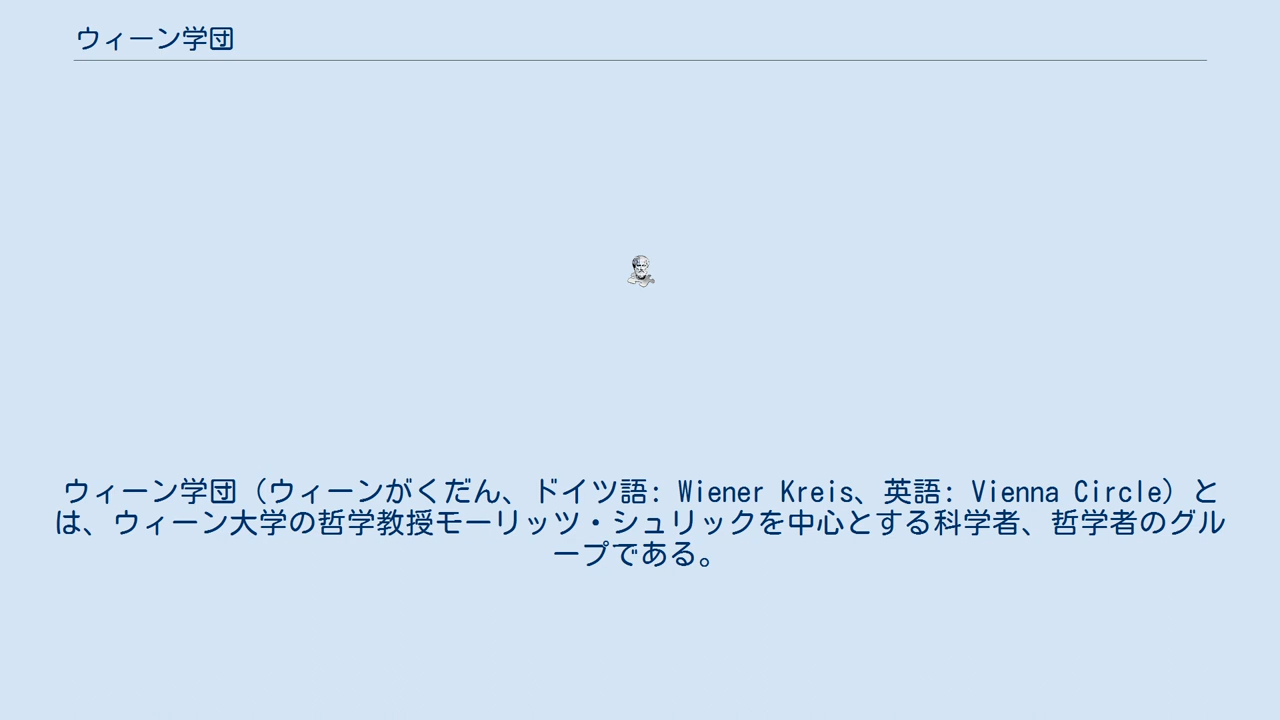 ウィーン学団
ウィーン学団（ウィーンがくだん、ドイツ語: Wiener Kreis、英語: Vienna Circle）と
は、ウィーン大学の哲学教授モーリッツ・シュリックを中心とする科学者、哲学者のグル
ープである。